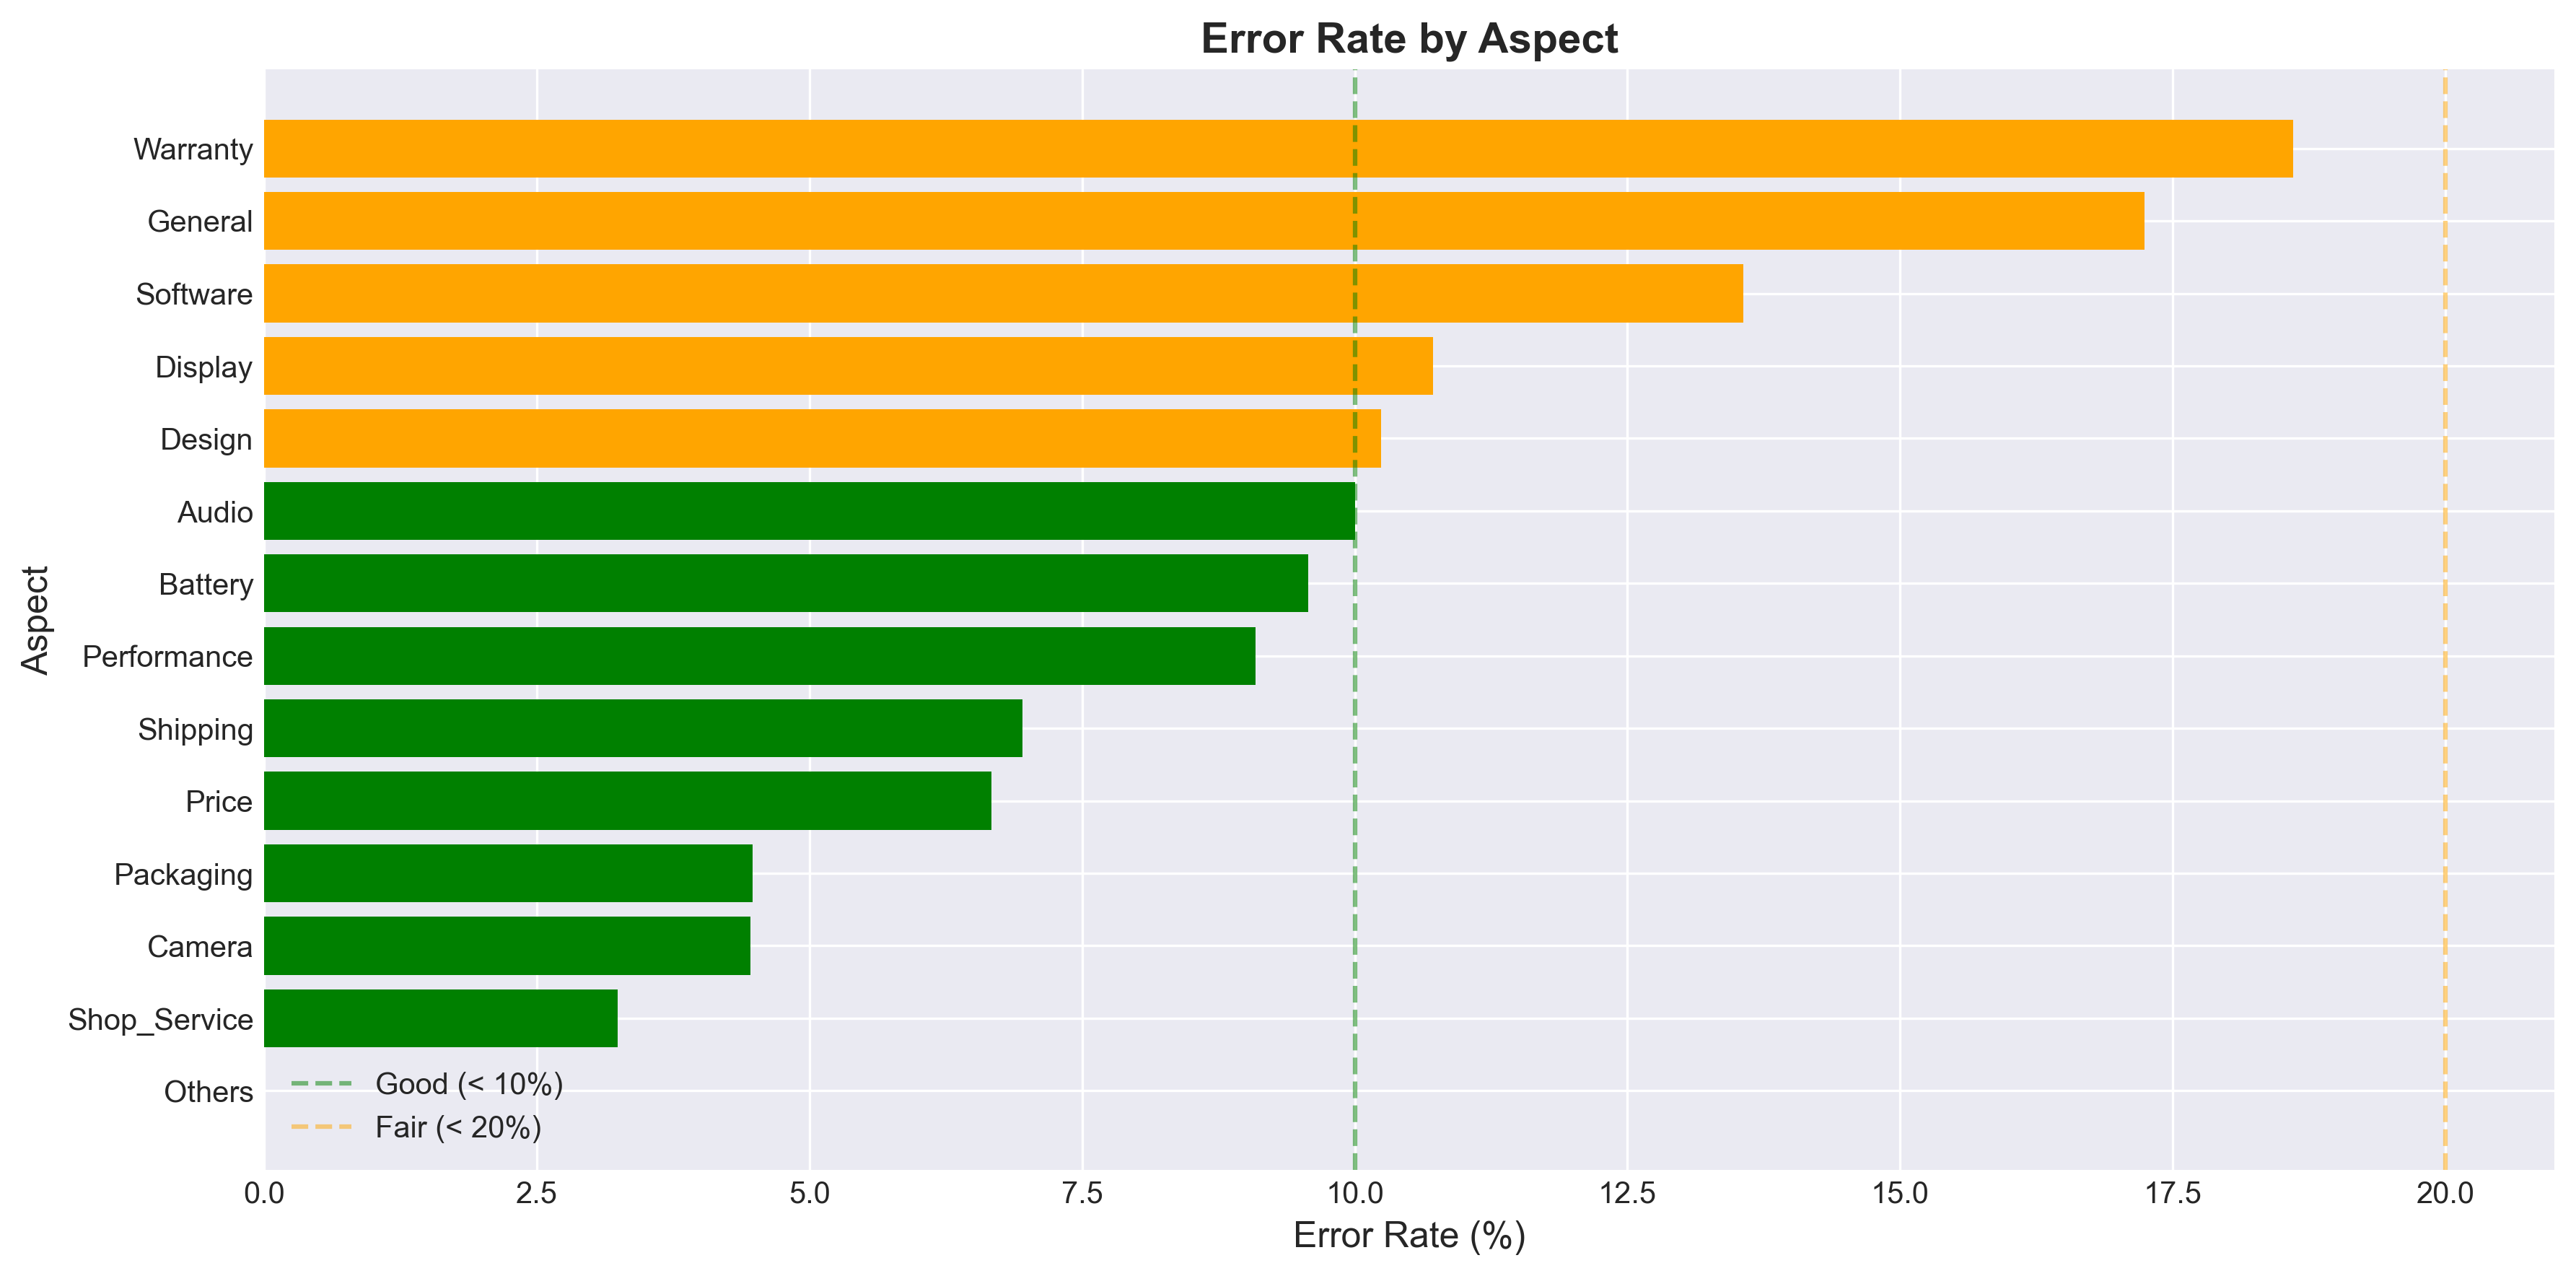 Error Rate by Aspect
Aspect
Warranty
General
Software
Display
Design
Audio
Battery
Performance
Shipping
Price
Packaging
Camera
Shop_Service
Others
Good (< 10%)
Fair (< 20%)
0.0 2.5 5.0 7.5 10.0 12.5 15.0 17.5 20.0
Error Rate (%)